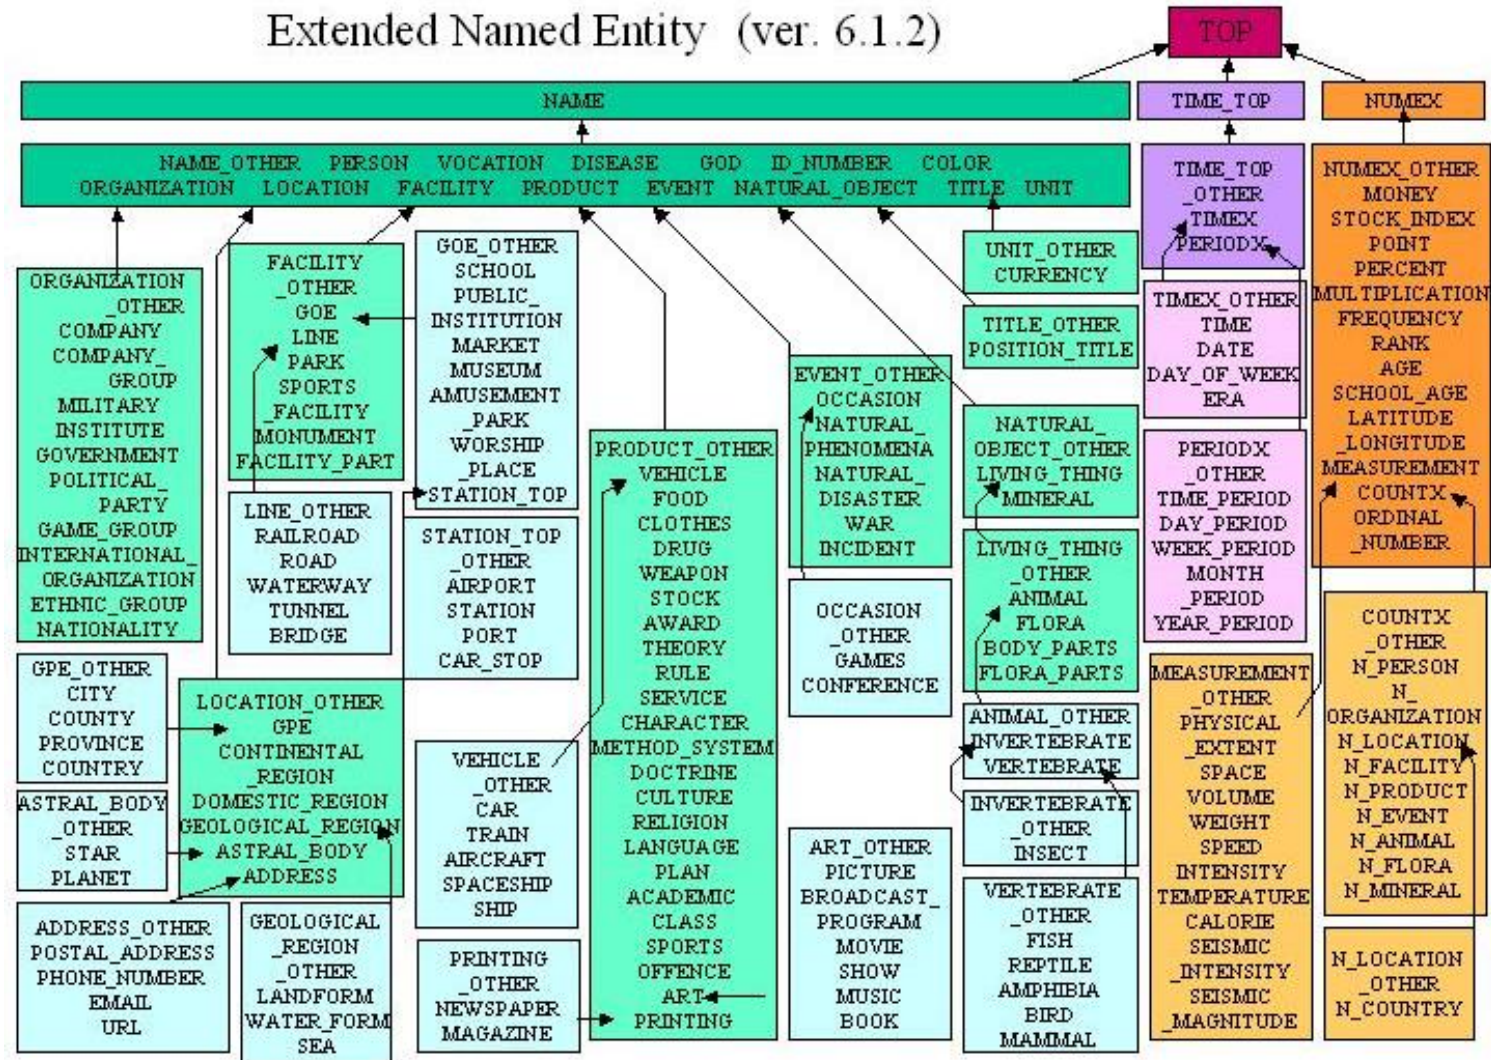 Extended Named Entity (ver. 6.1.2)
TOP
NAME
TIME_TOP
NUMEX
NAME_OTHER PERSON VOCATION DISEASE GOD ID_NUMBER COLOR
ORGANIZATION LOCATION FACILITY PRODUCT EVENT NATURAL_OBJECT TITLE UNIT
TIME_TOP
_OTHER
TIMEX
PERIODX
NUMEX_OTHER
MONEY
STOCK_INDEX
POINT
PERCENT
MULTIPLICATION
FREQUENCY
RANK
AGE
SCHOOL_AGE
LATITUDE
_LONGITUDE
MEASUREMENT
COUNTX
ORDINAL
_NUMBER
ORGANIZATION
_OTHER
COMPANY
COMPANY_
GROUP
MILITARY
INSTITUTE
GOVERNMENT
POLITICAL_
PARTY
GAME_GROUP
INTERNATIONAL_
ORGANIZATION
ETHNIC_GROUP
NATIONALITY
FACILITY
_OTHER
GOE
LINE
PARK
SPORTS
_FACILITY
MONUMENT
FACILITY_PART
GOE_OTHER
SCHOOL
PUBLIC_
INSTITUTION
MARKET
MUSEUM
AMUSEMENT
_PARK
WORSHIP
_PLACE
STATION_TOP
UNIT_OTHER
CURRENCY
TITLE_OTHER
POSITION_TITLE
TIMEX_OTHER
TIME
DATE
DAY_OF_WEEK
ERA
EVENT_OTHER
OCCASION
NATURAL_
PHENOMENA
NATURAL_
DISASTER
WAR
INCIDENT
NATURAL_
OBJECT_OTHER
LIVING_THING
MINERAL
PERIODX
_OTHER
TIME_PERIOD
DAY_PERIOD
WEEK_PERIOD
MONTH
_PERIOD
YEAR_PERIOD
PRODUCT_OTHER
VEHICLE
FOOD
CLOTHES
DRUG
WEAPON
STOCK
AWARD
THEORY
RULE
SERVICE
CHARACTER
METHOD_SYSTEM
DOCTRINE
CULTURE
RELIGION
LANGUAGE
PLAN
ACADEMIC
CLASS
SPORTS
OFFENCE
ART
PRINTING
LINE_OTHER
RAILROAD
ROAD
WATERWAY
TUNNEL
BRIDGE
STATION_TOP
_OTHER
AIRPORT
STATION
PORT
CAR_STOP
LIVING_THING
_OTHER
ANIMAL
FLORA
BODY_PARTS
FLORA_PARTS
OCCASION
_OTHER
GAMES
CONFERENCE
COUNTX
_OTHER
N_PERSON
N_
ORGANIZATION
N_LOCATION
N_FACILITY
N_PRODUCT
N_EVENT
N_ANIMAL
N_FLORA
N_MINERAL
GPE_OTHER
CITY
COUNTY
PROVINCE
COUNTRY
LOCATION_OTHER
GPE
CONTINENTAL
_REGION
DOMESTIC_REGION
GEOLOGICAL_REGION
ASTRAL_BODY
ADDRESS
MEASUREMENT
_OTHER
PHYSICAL
_EXTENT
SPACE
VOLUME
WEIGHT
SPEED
INTENSITY
TEMPERATURE
CALORIE
SEISMIC
_INTENSITY
SEISMIC
_MAGNITUDE
ANIMAL_OTHER
INVERTEBRATE
VERTEBRATE
VEHICLE
_OTHER
CAR
TRAIN
AIRCRAFT
SPACESHIP
SHIP
ASTRAL_BODY
_OTHER
STAR
PLANET
INVERTEBRATE
_OTHER
INSECT
ART_OTHER
PICTURE
BROADCAST_
PROGRAM
MOVIE
SHOW
MUSIC
BOOK
VERTEBRATE
_OTHER
FISH
REPTILE
AMPHIBIA
BIRD
MAMMAL
ADDRESS_OTHER
POSTAL_ADDRESS
PHONE_NUMBER
EMAIL
URL
GEOLOGICAL
_REGION
_OTHER
LANDFORM
WATER_FORM
SEA
PRINTING
_OTHER
NEWSPAPER
MAGAZINE
N_LOCATION
_OTHER
N_COUNTRY